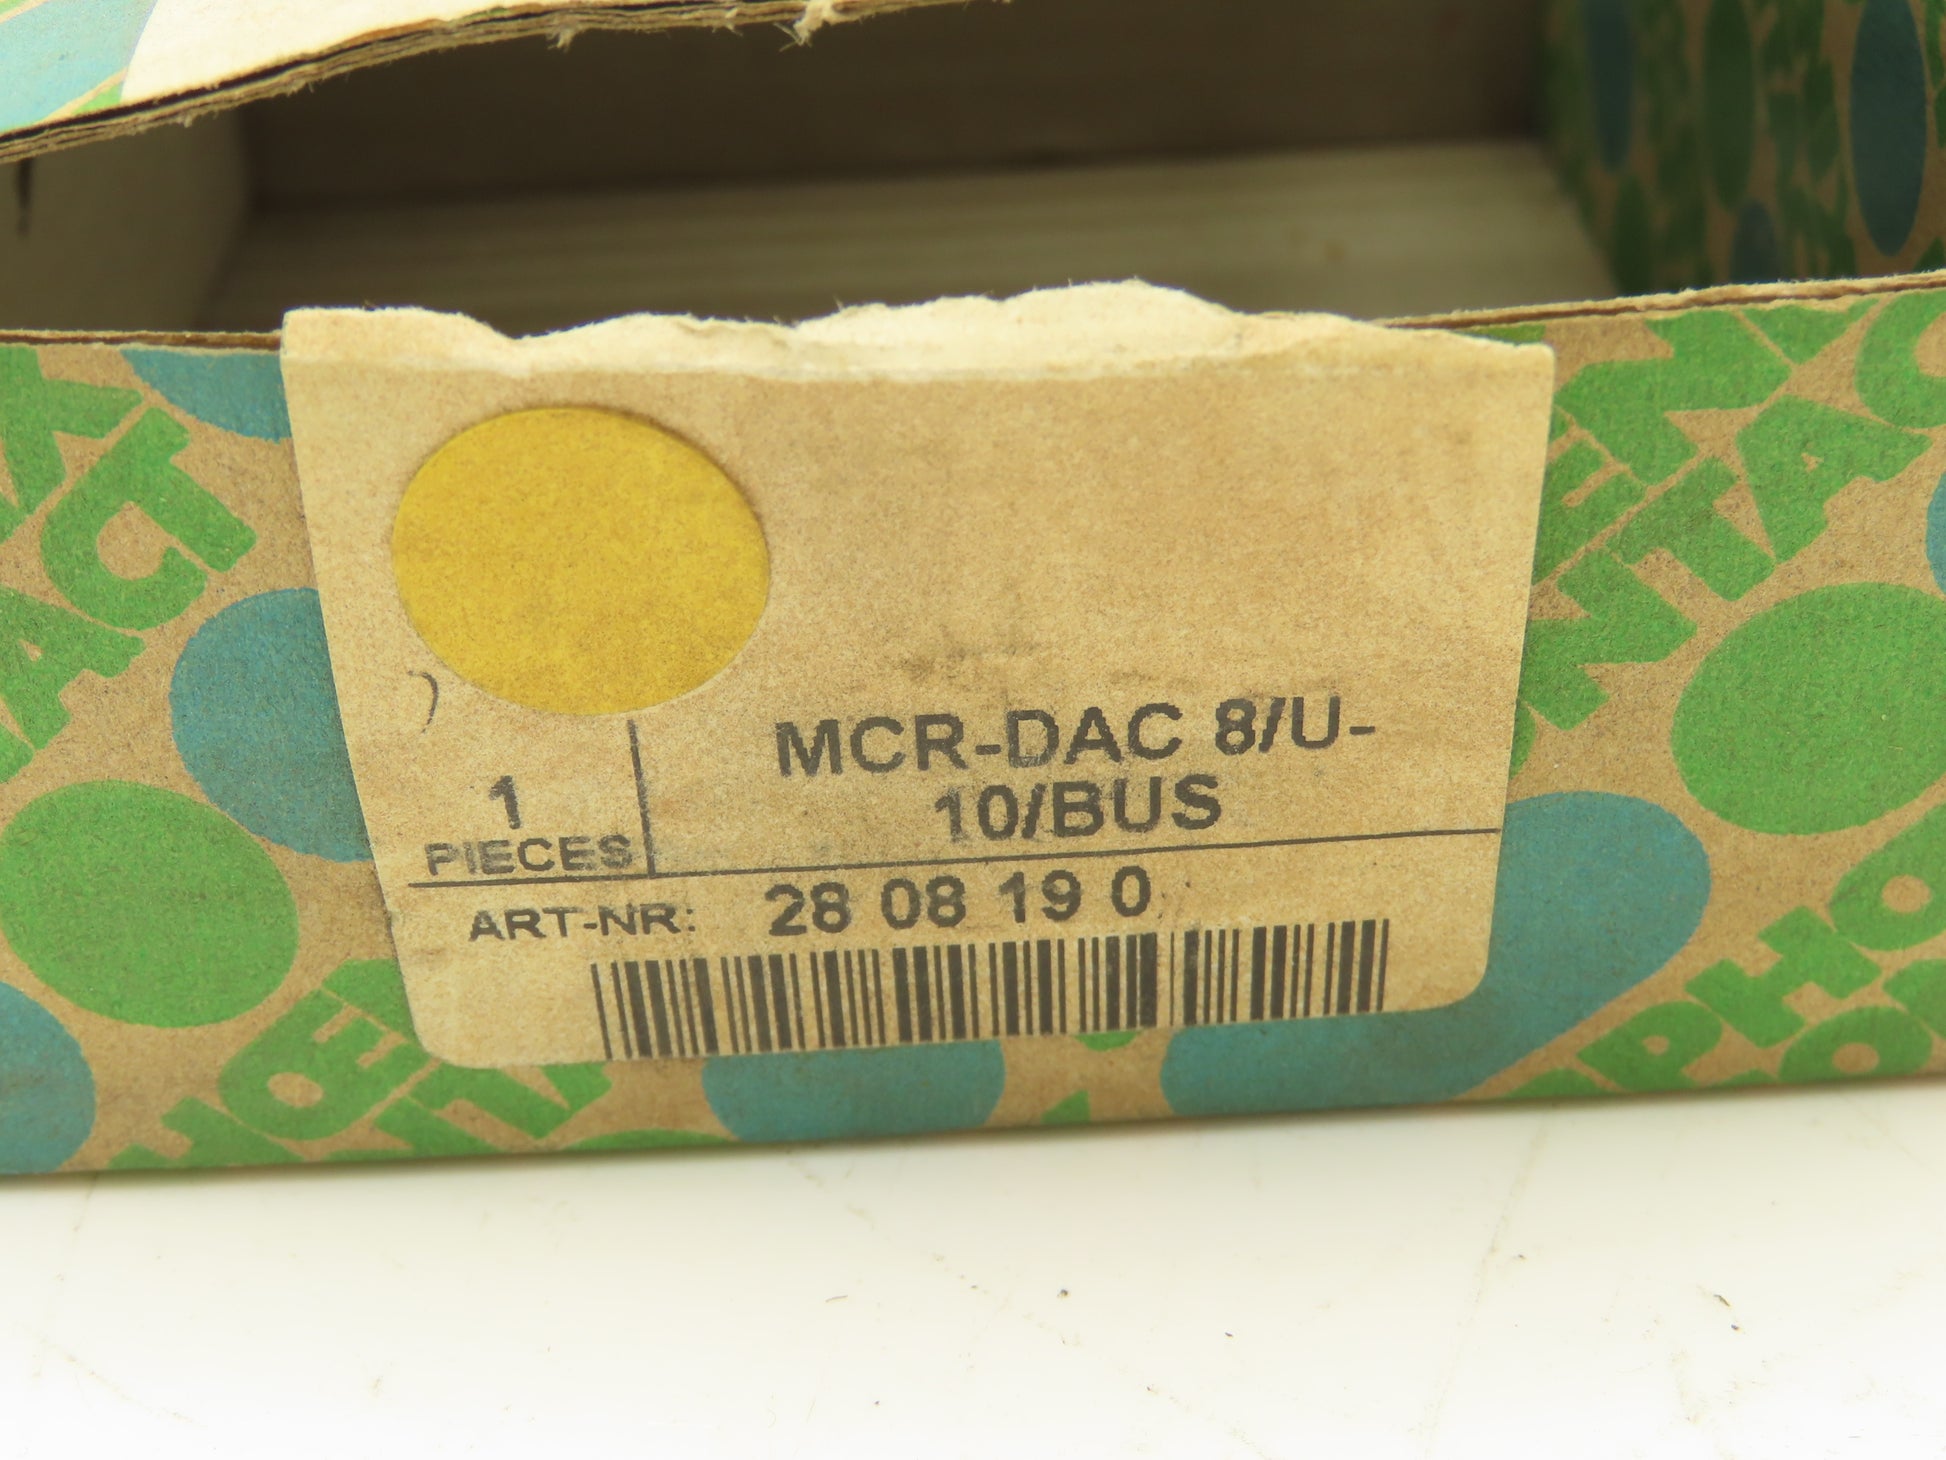 MCR-DAC 8/U-
10/BUS
1
PIECES
ART-NR: 28 08 19 0